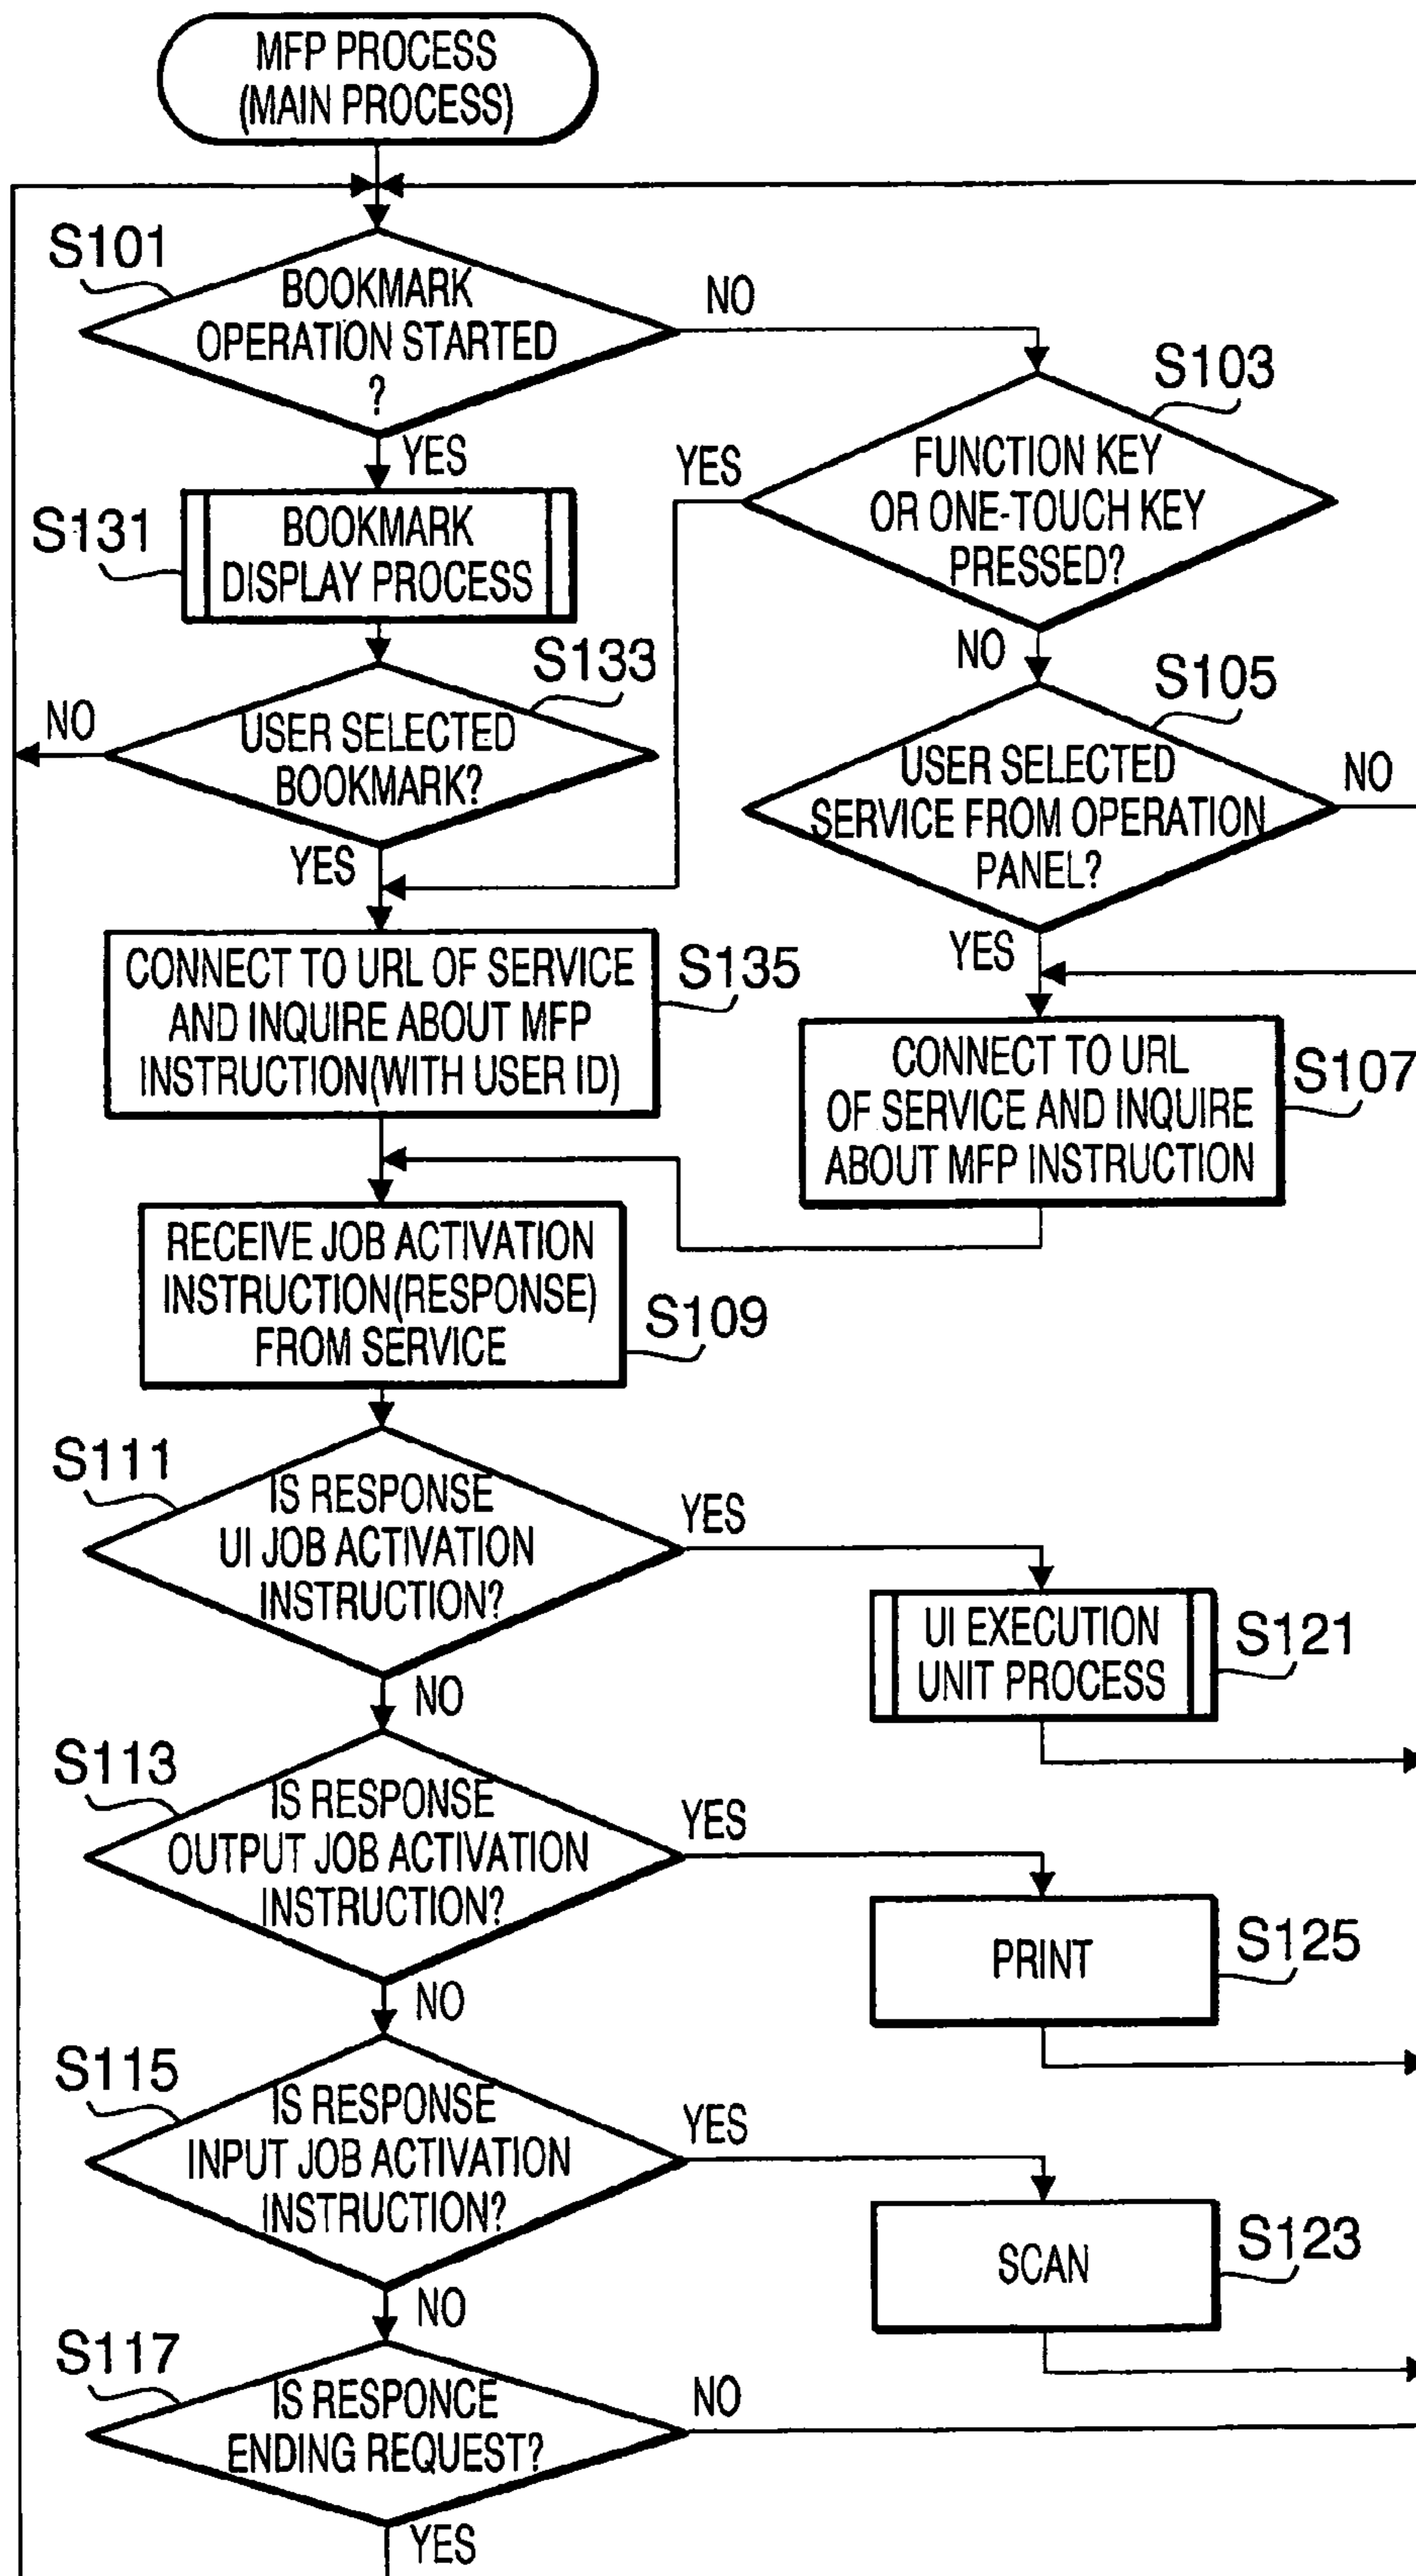 MFP PROCESS
(MAIN PROCESS)
S101
BOOKMARK
OPERATION STARTED
?
NO
YES
S103
FUNCTION KEY
OR ONE-TOUCH KEY
PRESSED?
YES
NO
S131
BOOKMARK
DISPLAY PROCESS
S133
USER SELECTED
BOOKMARK?
NO
YES
S105
USER SELECTED
SERVICE FROM OPERATION
PANEL?
NO
YES
CONNECT TO URL OF SERVICE
AND INQUIRE ABOUT MFP
INSTRUCTION(WITH USER ID)
S135
CONNECT TO URL
OF SERVICE AND INQUIRE
ABOUT MFP INSTRUCTION
S107
RECEIVE JOB ACTIVATION
INSTRUCTION(RESPONSE)
FROM SERVICE
S109
S111
IS RESPONSE
UI JOB ACTIVATION
INSTRUCTION?
YES
NO
UI EXECUTION
UNIT PROCESS
S121
S113
IS RESPONSE
OUTPUT JOB ACTIVATION
INSTRUCTION?
YES
NO
PRINT
S125
S115
IS RESPONSE
INPUT JOB ACTIVATION
INSTRUCTION?
YES
NO
SCAN
S123
S117
IS RESPONCE
ENDING REQUEST?
NO
YES